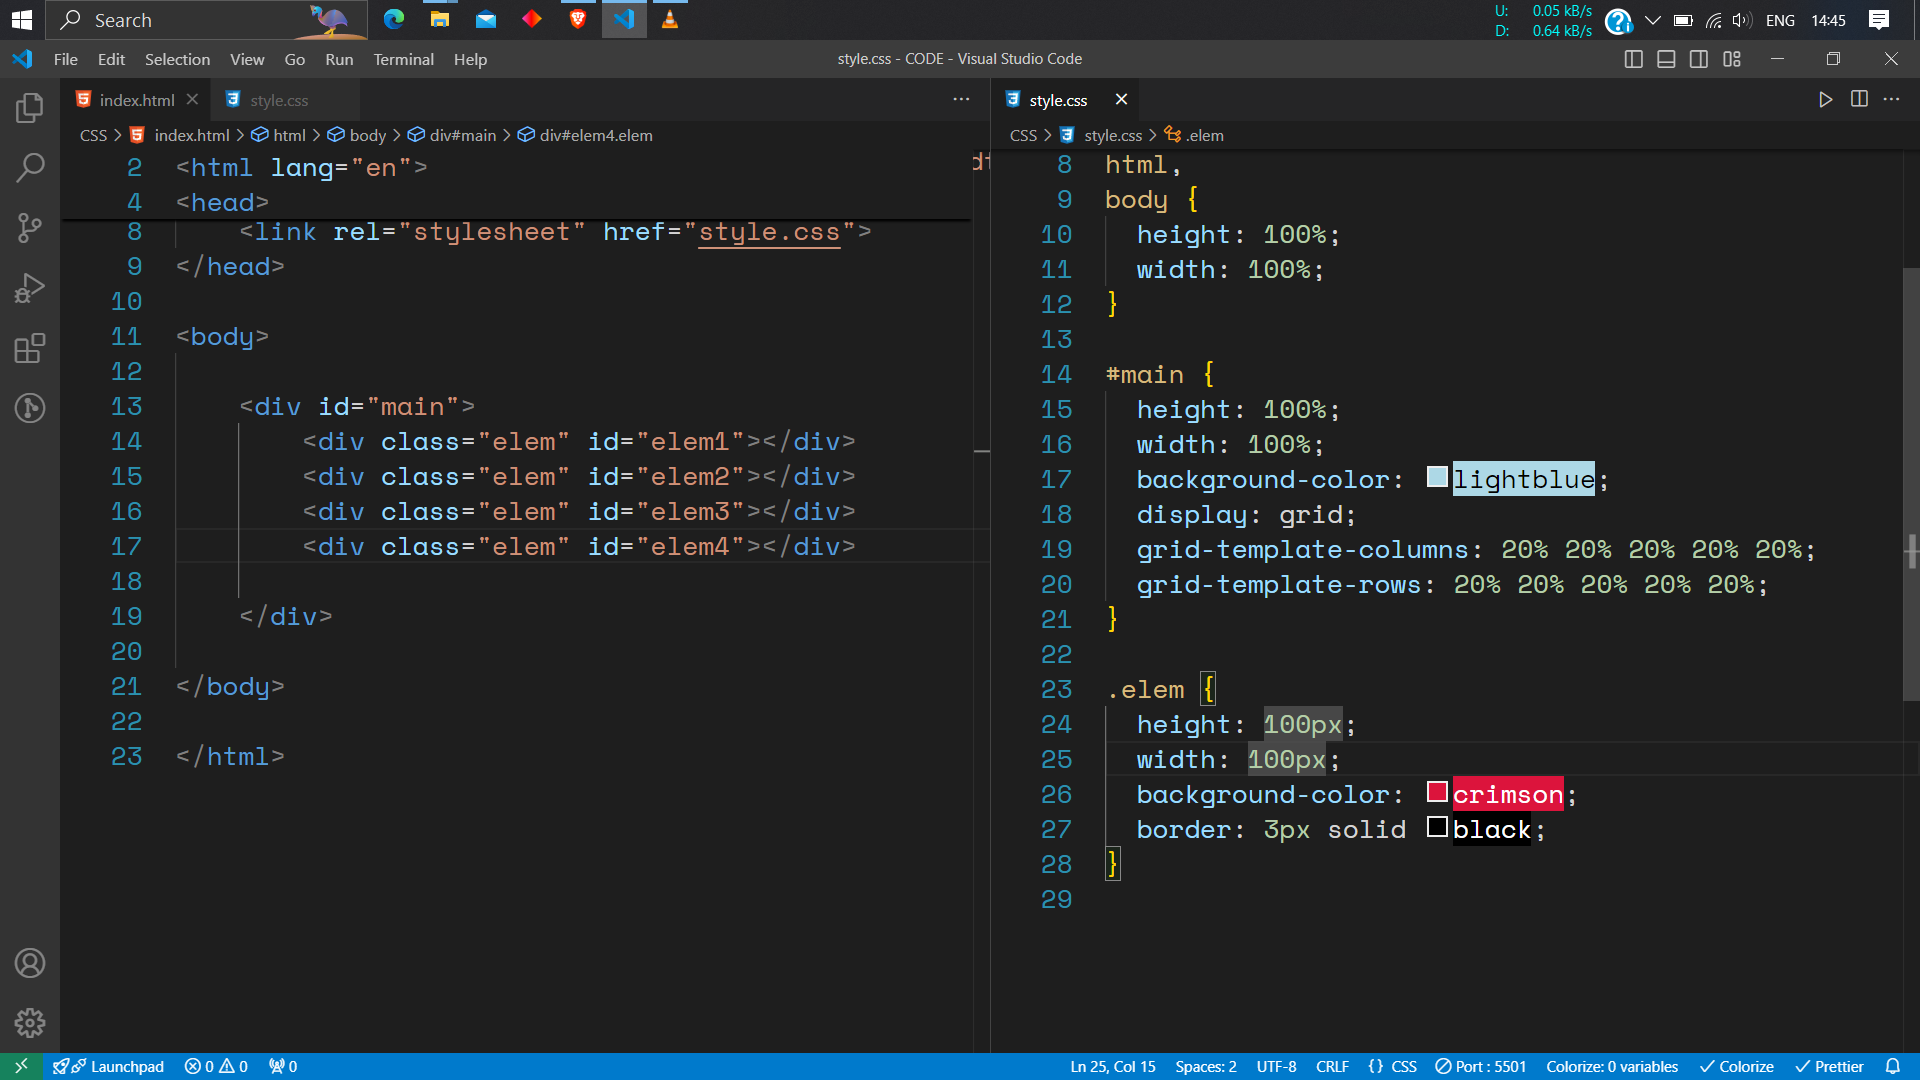 Search
U: 0.05 kB/s
D: 0.64 kB/s
ENG 14:45
File Edit Selection View Go Run Terminal Help
style.css - CODE - Visual Studio Code
index.html
style.css
CSS > index.html > html > body > div#main > div#elem4.elem
2 <html lang="en">
4 <head>
8 <link rel="stylesheet" href="style.css">
9 </head>
10
11 <body>
12
13 <div id="main">
14 <div class="elem" id="elem1"></div>
15 <div class="elem" id="elem2"></div>
16 <div class="elem" id="elem3"></div>
17 <div class="elem" id="elem4"></div>
18
19 </div>
20
21 </body>
22
23 </html>
style.css
CSS > style.css > .elem
8 html,
9 body {
10 height: 100%;
11 width: 100%;
12 }
13
14 #main {
15 height: 100%;
16 width: 100%;
17 background-color: lightblue;
18 display: grid;
19 grid-template-columns: 20% 20% 20% 20% 20%;
20 grid-template-rows: 20% 20% 20% 20% 20%;
21 }
22
23 .elem {
24 height: 100px;
25 width: 100px;
26 background-color: crimson;
27 border: 3px solid black;
28 }
29
Launchpad 0 0 0 Ln 25, Col 15 Spaces: 2 UTF-8 CRLF {} CSS Port : 5501 Colorize: 0 variables Colorize Prettier